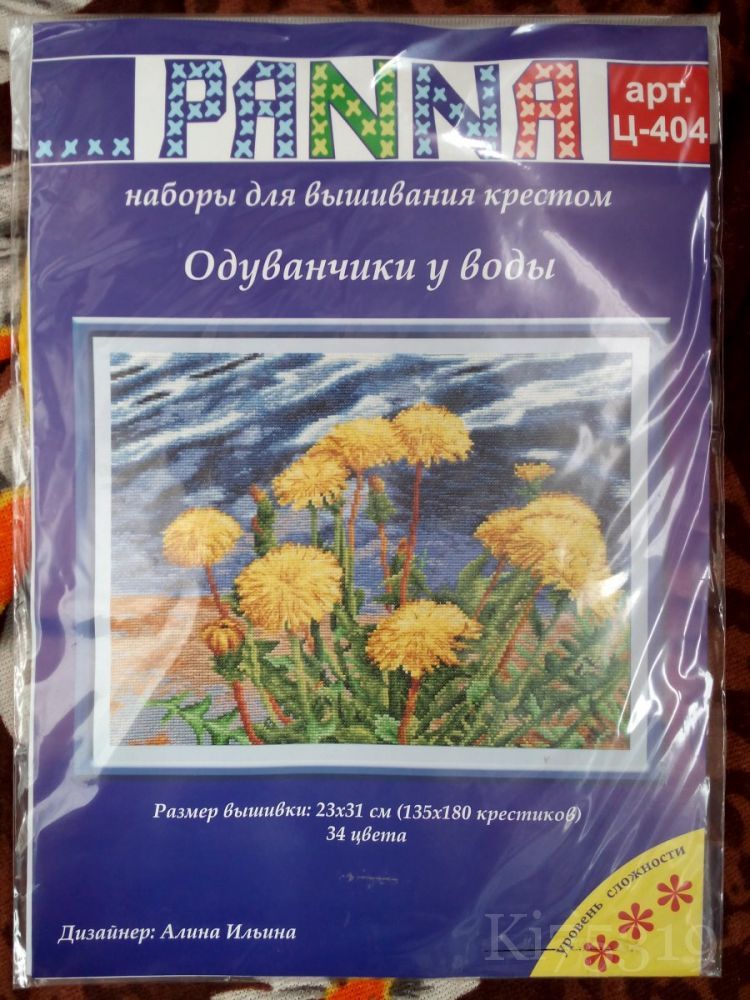 PANNA
арт.
Ц-404
наборы для вышивания крестом
Одуванчики у воды
Размер вышивки: 23х31 см (135х180 крестиков)
34 цвета
Дизайнер: Алина Ильина
уровень сложности
Ki75319